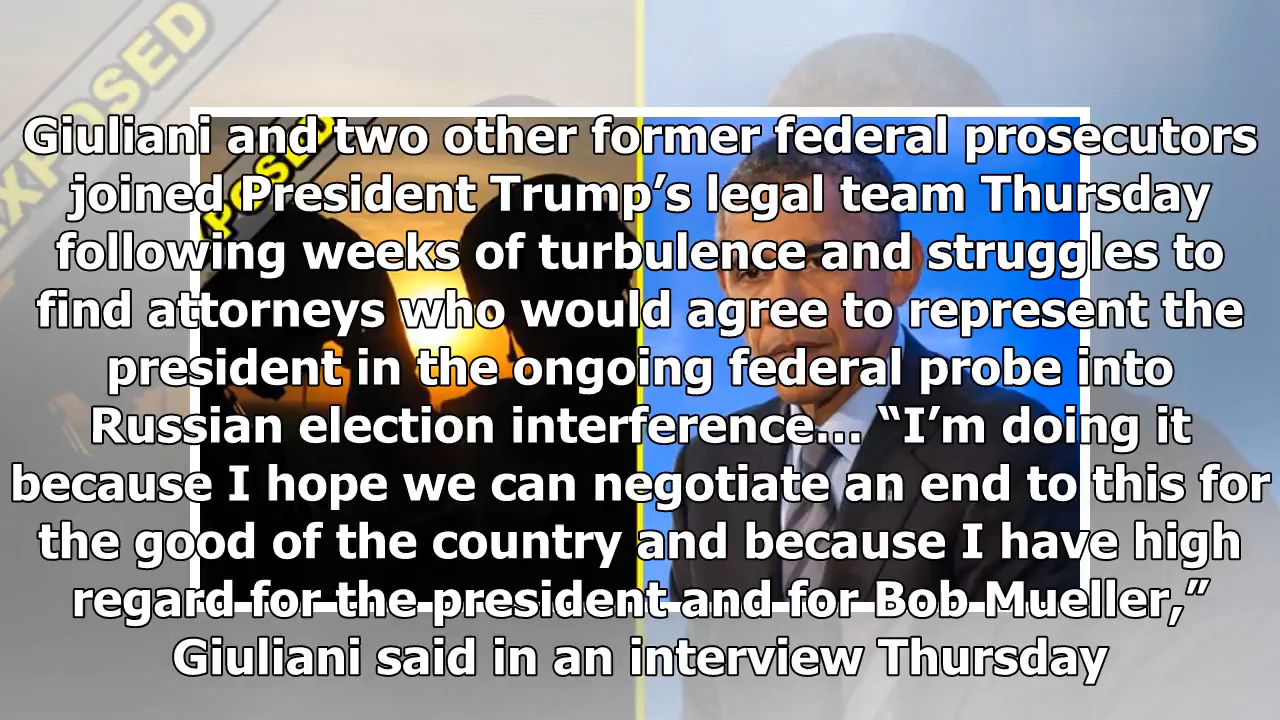 EXPOSED
POSED
Giuliani and two other former federal prosecutors
joined President Trump’s legal team Thursday
following weeks of turbulence and struggles to
find attorneys who would agree to represent the
president in the ongoing federal probe into
Russian election interference... “I’m doing it
because I hope we can negotiate an end to this for
the good of the country and because I have high
regard for the president and for Bob Mueller,”
Giuliani said in an interview Thursday